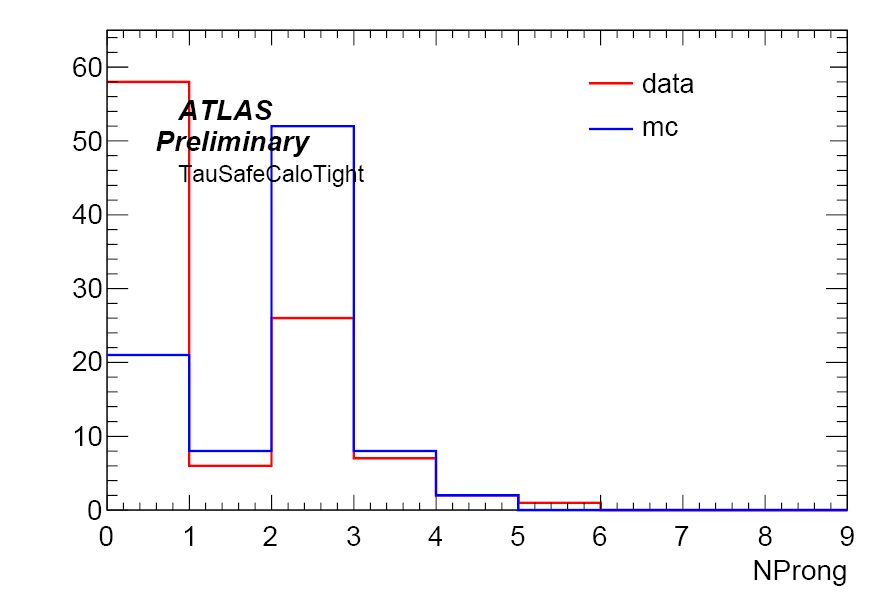 60
50
40
30
20
10
0
ATLAS
Preliminary
TauSafeCaloTight
data
mc
0 1 2 3 4 5 6 7 8 9
NProng